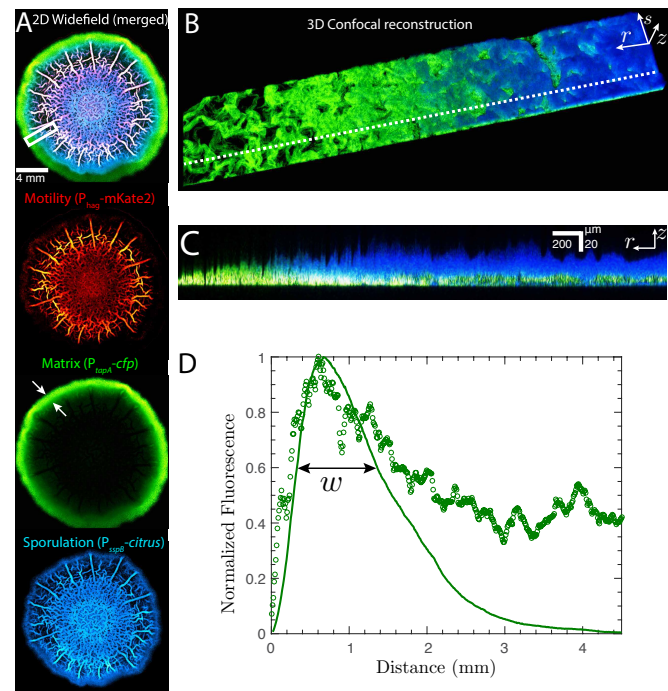 A
2D Widefield (merged)
4 mm
Motility (Phag-mKate2)
Matrix (PtapA-cfp)
Sporulation (PsspB-citrus)
B
3D Confocal reconstruction
s
r
z
C
μm
200
20
r
z
D
Normalized Fluorescence
1
0.8
0.6
0.4
0.2
0
w
0
1
2
3
4
Distance (mm)